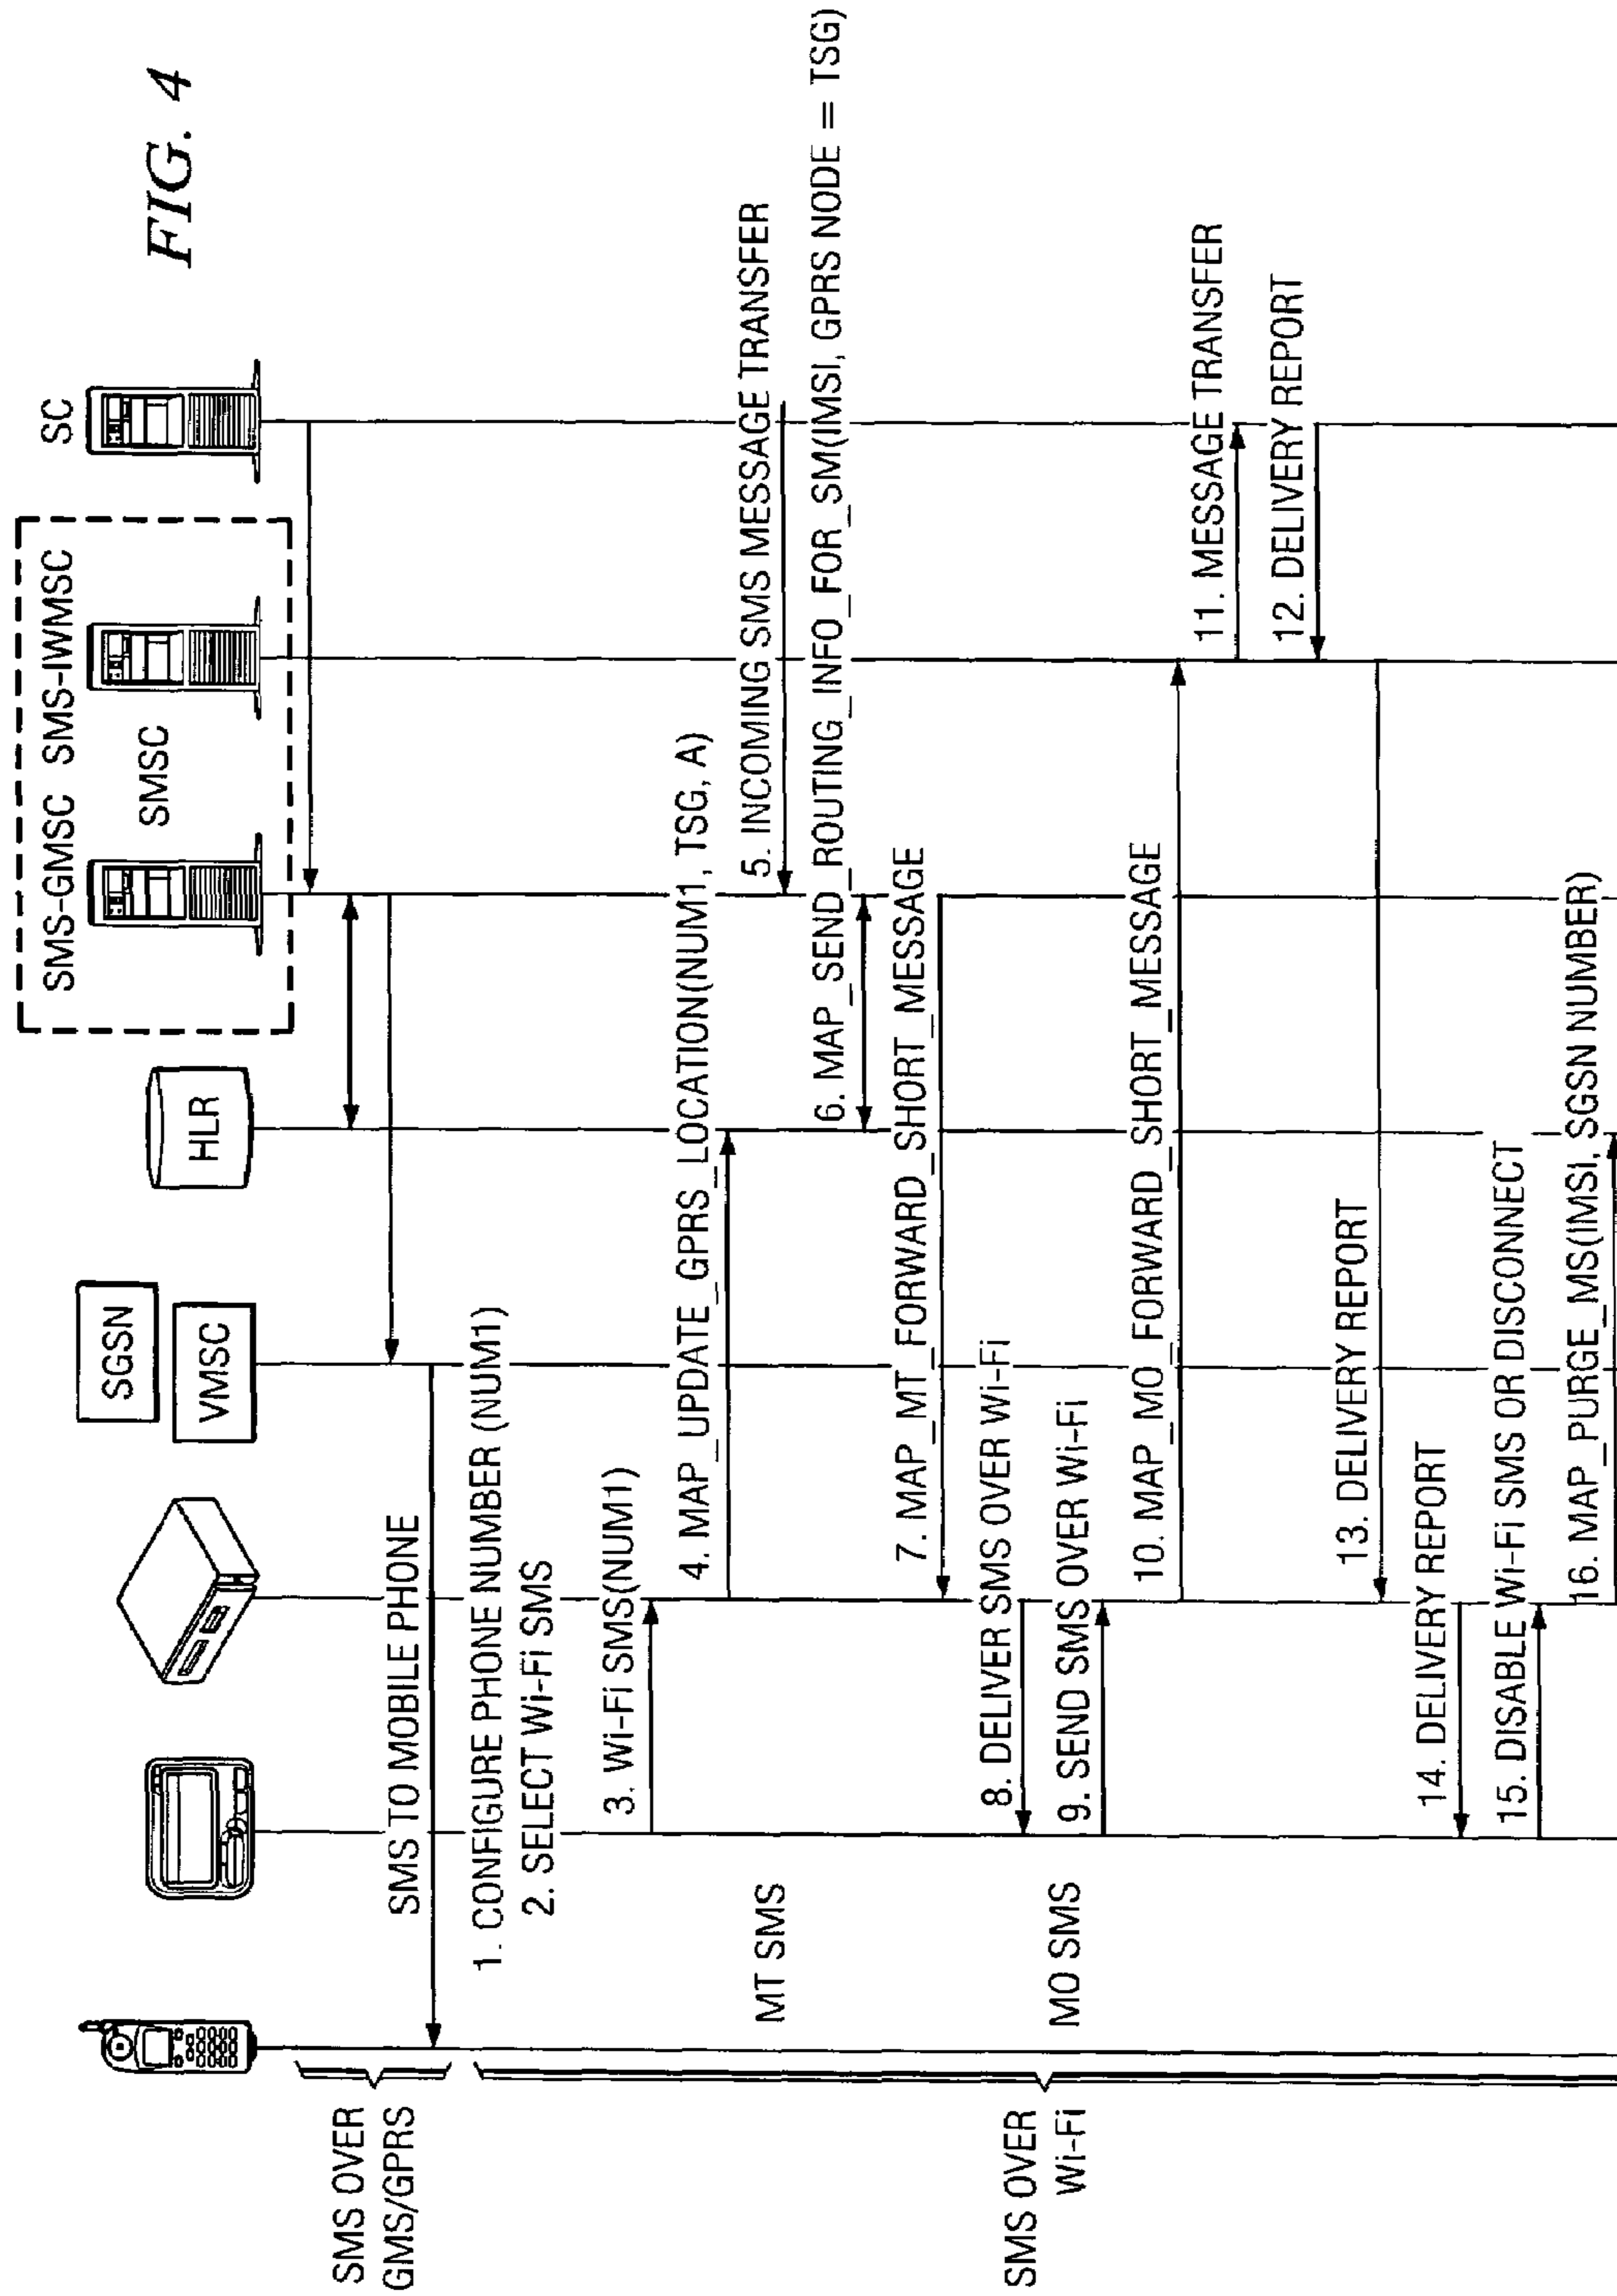 FIG. 4
SMS-GMSC SMS-IWMSC
SMSC
SC
HLR
SGSN
VMSC
SMS OVER
GMS/GPRS
SMS TO MOBILE PHONE
1. CONFIGURE PHONE NUMBER (NUM1)
2. SELECT Wi-Fi SMS
SMS OVER
Wi-Fi
3. Wi-Fi SMS(NUM1)
4. MAP_UPDATE_GPRS_LOCATION(NUM1, TSG, A)
MT SMS
5. INCOMING SMS MESSAGE TRANSFER
6. MAP_SEND_ROUTING_INFO_FOR_SM(IMSI, GPRS NODE = TSG)
7. MAP_MT_FORWARD_SHORT_MESSAGE
8. DELIVER SMS OVER Wi-Fi
MO SMS
9. SEND SMS OVER Wi-Fi
10. MAP_MO_FORWARD_SHORT_MESSAGE
11. MESSAGE TRANSFER
12. DELIVERY REPORT
13. DELIVERY REPORT
14. DELIVERY REPORT
15. DISABLE Wi-Fi SMS OR DISCONNECT
16. MAP_PURGE_MS(IMSI, SGSN NUMBER)